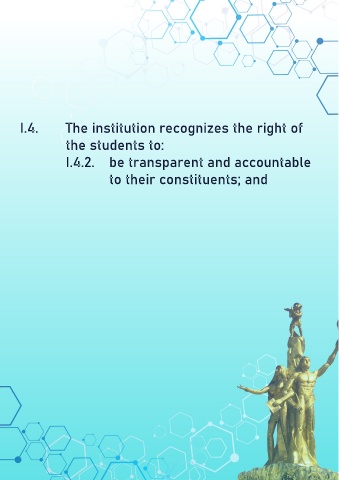 I.4. The institution recognizes the right of
the students to:
I.4.2. be transparent and accountable
to their constituents; and